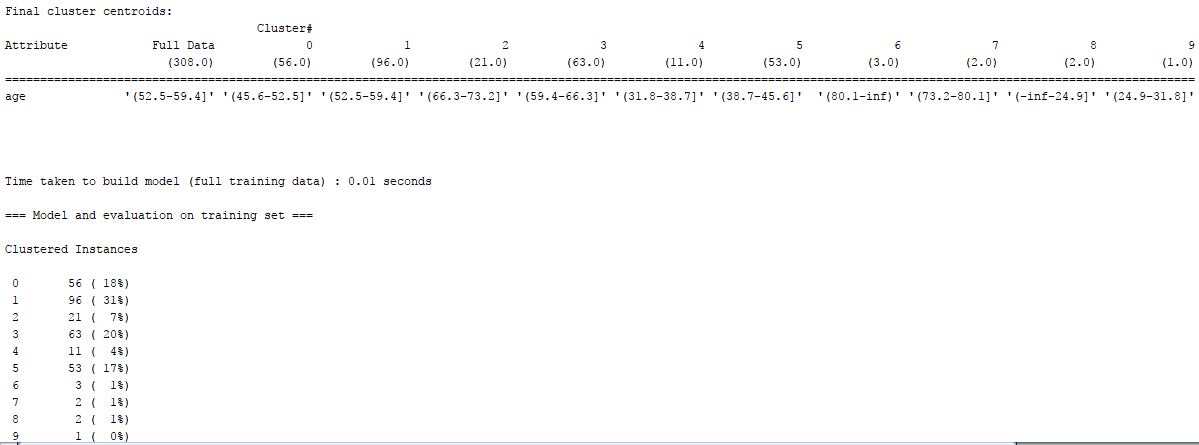 Final cluster centroids:
Cluster#
Attribute Full Data 0 1 2 3 4 5 6 7 8 9
(308.0) (56.0) (96.0) (21.0) (63.0) (11.0) (53.0) (3.0) (2.0) (2.0) (1.0)
================================================================================
age '(52.5-59.4]' '(45.6-52.5]' '(52.5-59.4]' '(66.3-73.2]' '(59.4-66.3]' '(31.8-38.7]' '(38.7-45.6]' '(80.1-inf)' '(73.2-80.1]' '(-inf-24.9]' '(24.9-31.8]'
Time taken to build model (full training data) : 0.01 seconds
=== Model and evaluation on training set ===
Clustered Instances
0 56 ( 18%)
1 96 ( 31%)
2 21 ( 7%)
3 63 ( 20%)
4 11 ( 4%)
5 53 ( 17%)
6 3 ( 1%)
7 2 ( 1%)
8 2 ( 1%)
9 1 ( 0%)